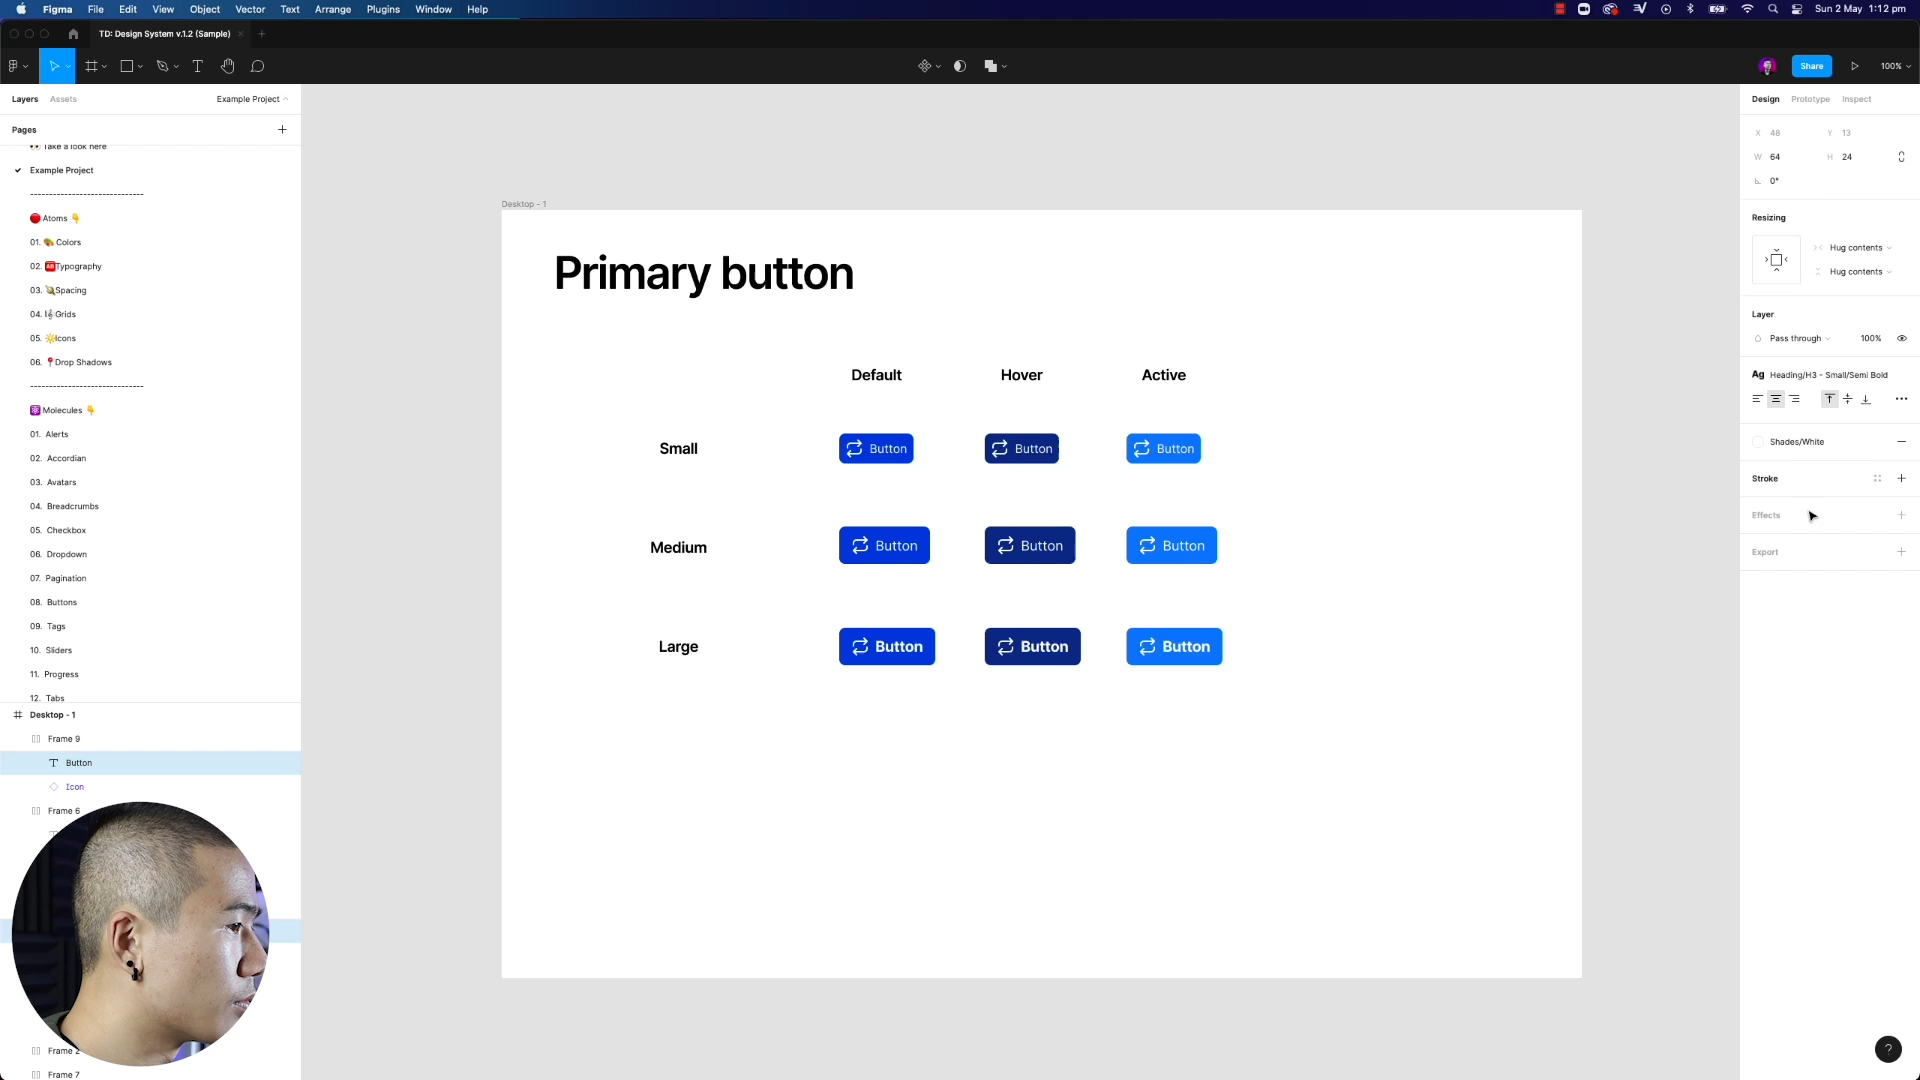 Figma File Edit View Object Vector Text Arrange Plugins Window Help
Sun 2 May 1:12 pm
TD: Design System v.1.2 (Sample)
Share
100%
Layers Assets Example Project
Design Prototype Inspect
Pages
Take a look here
Example Project
------------------------------
Atoms
01. Colors
02. Typography
03. Spacing
04. Grids
05. Icons
06. Drop Shadows
------------------------------
Molecules
01. Alerts
02. Accordian
03. Avatars
04. Breadcrumbs
05. Checkbox
06. Dropdown
07. Pagination
08. Buttons
09. Tags
10. Sliders
11. Progress
12. Tabs
Desktop - 1
Frame 9
Button
Icon
Frame 6
Frame 2
Frame 7
Desktop - 1
Primary button
Default Hover Active
Small Button Button Button
Medium Button Button Button
Large Button Button Button
X 48 Y 13
W 64 H 24
0°
Resizing
Hug contents
Hug contents
Layer
Pass through 100%
Ag Heading/H3 - Small/Semi Bold
Shades/White
Stroke
Effects
Export
?